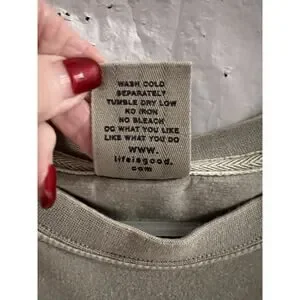 WASH COLD
SEPARATELY
TUMBLE DRY LOW
NO IRON
NO BLEACH
DO WHAT YOU LIKE
LIKE WHAT YOU DO
www.
lifeisgood.
com